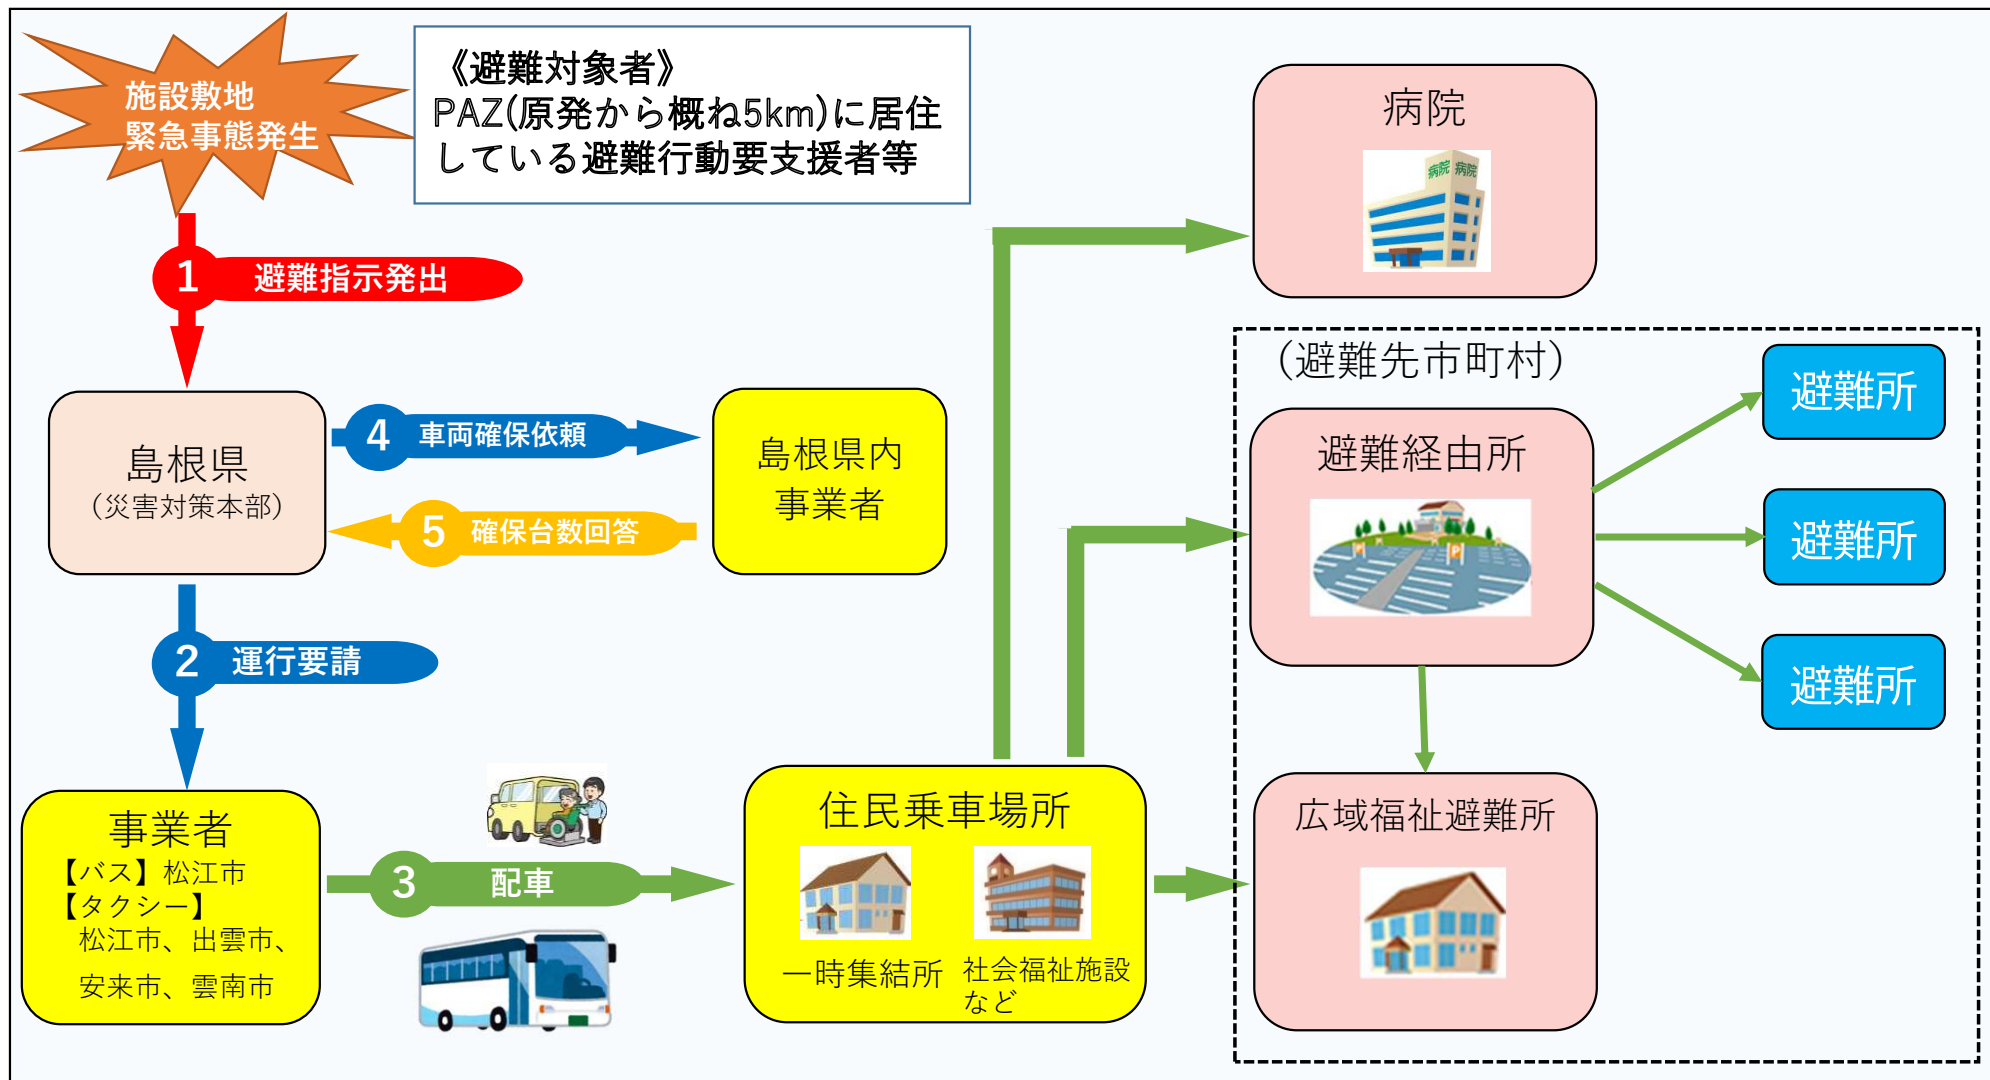 施設敷地
緊急事態発生
《避難対象者》
PAZ(原発から概ね5km)に居住
している避難行動要支援者等
1 避難指示発出
島根県
（災害対策本部）
4 車両確保依頼
5 確保台数回答
島根県内
事業者
2 運行要請
事業者
【バス】松江市
【タクシー】
松江市、出雲市、
安来市、雲南市
3 配車
住民乗車場所
一時集結所
社会福祉施設
など
病院
病院 病院
（避難先市町村）
避難経由所
P
避難所
避難所
避難所
広域福祉避難所